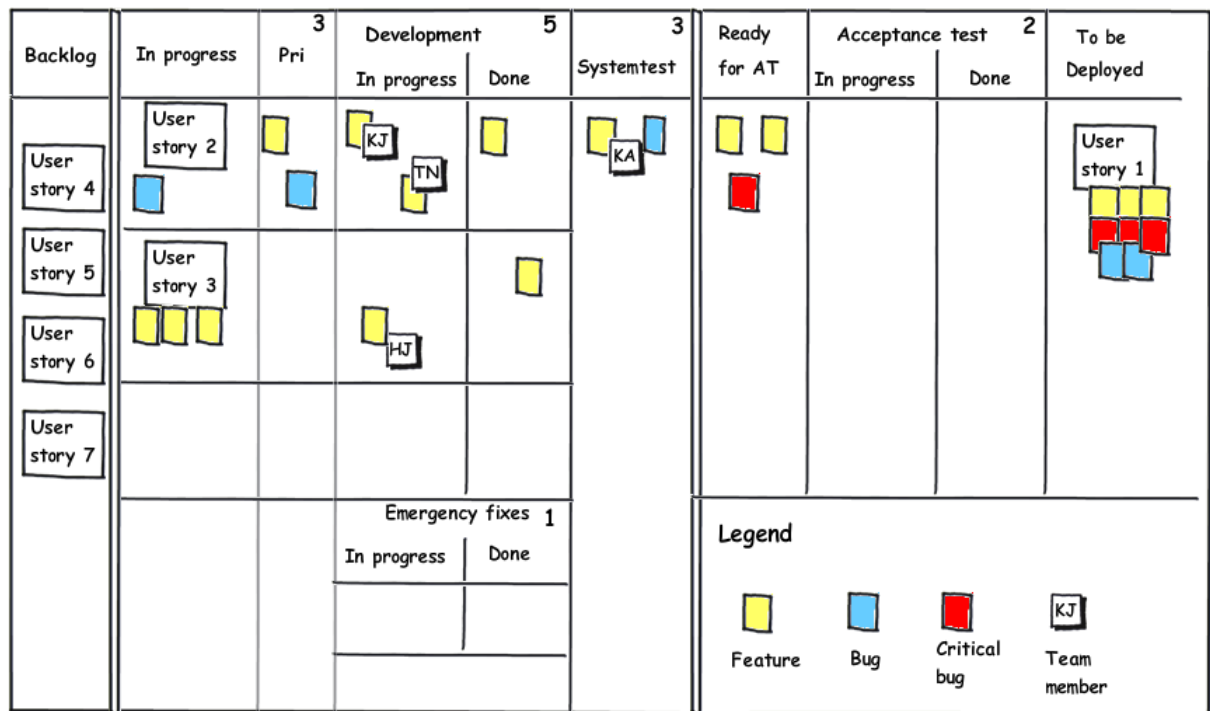 Backlog
In progress
3
Pri
Development
5
In progress
Done
3
Systemtest
Ready
for AT
Acceptance test
2
In progress
Done
To be
Deployed
User
story 4
User
story 5
User
story 6
User
story 7
User
story 2
User
story 3
KJ
TN
HJ
KA
User
story 1
Emergency fixes
1
In progress
Done
Legend
Feature
Bug
Critical
bug
KJ
Team
member